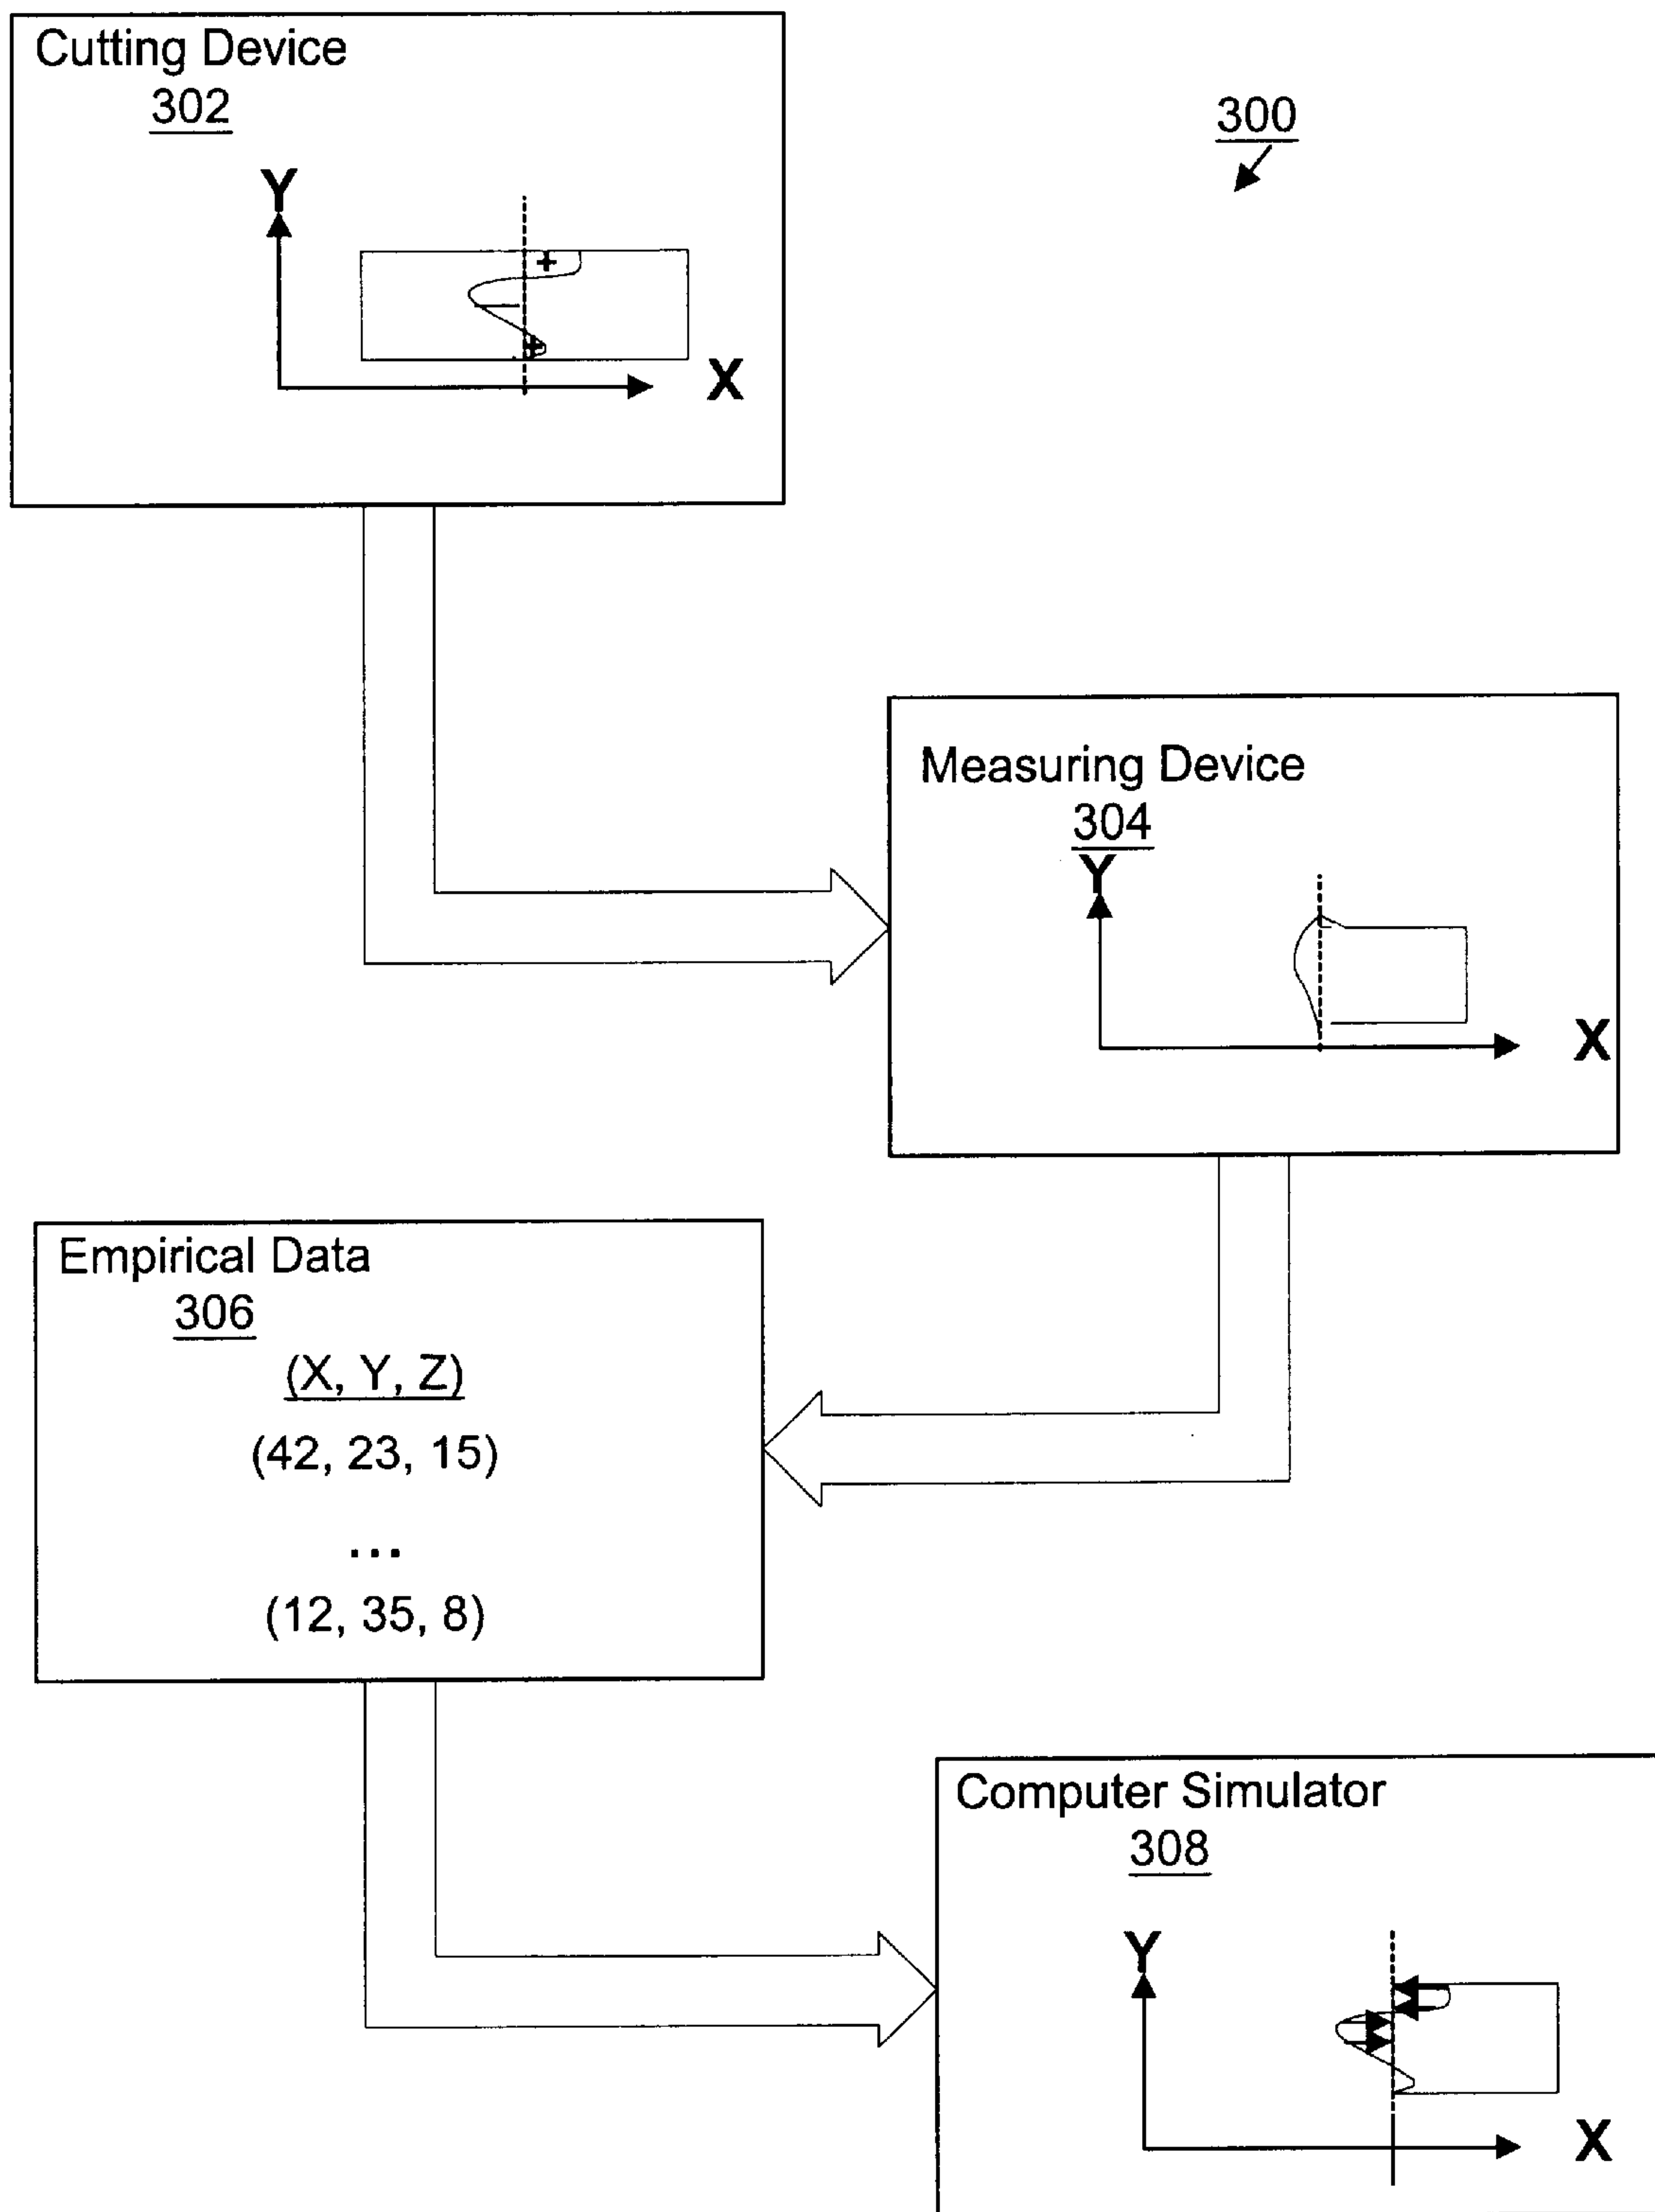 Cutting Device
302
300
Y
X
Measuring Device
304
Y
X
Empirical Data
306
(X, Y, Z)
(42, 23, 15)
...
(12, 35, 8)
Computer Simulator
308
Y
X